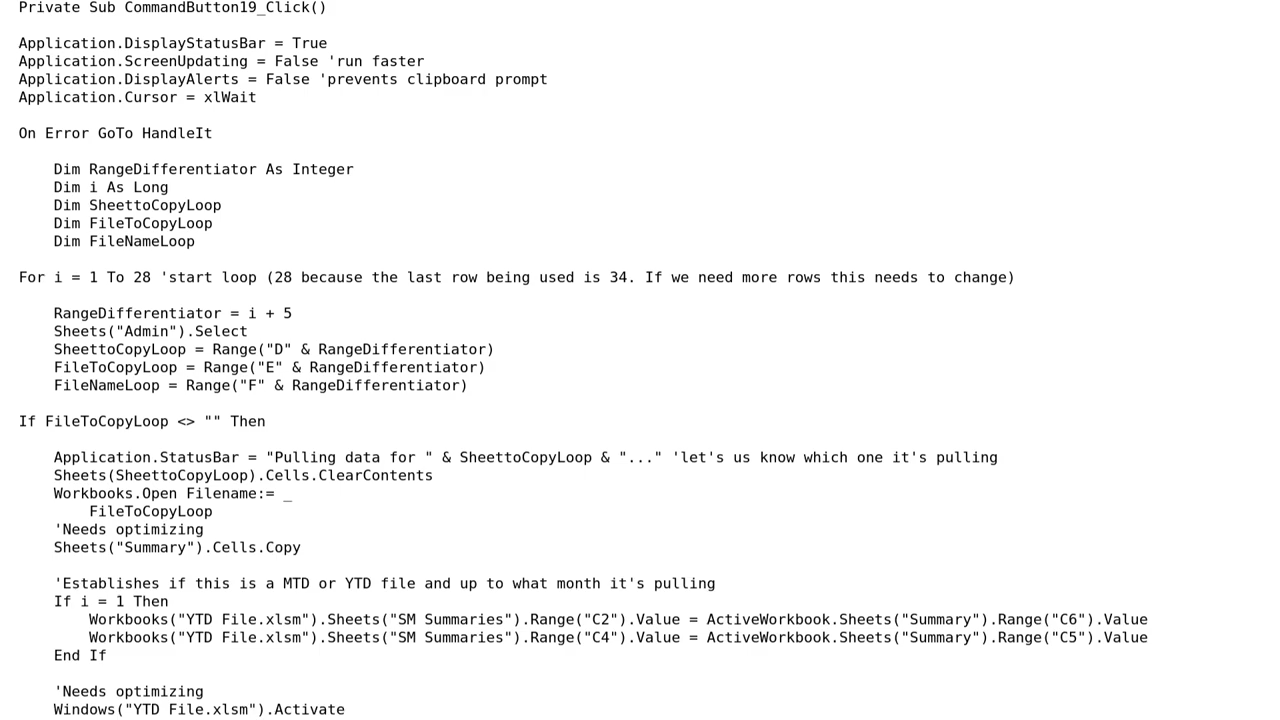 Private Sub CommandButton19_Click()
Application.DisplayStatusBar = True
Application.ScreenUpdating = False 'run faster
Application.DisplayAlerts = False 'prevents clipboard prompt
Application.Cursor = xlWait
On Error GoTo HandleIt
Dim RangeDifferentiator As Integer
Dim i As Long
Dim SheettoCopyLoop
Dim FileToCopyLoop
Dim FileNameLoop
For i = 1 To 28 'start loop (28 because the last row being used is 34. If we need more rows this needs to change)
RangeDifferentiator = i + 5
Sheets("Admin").Select
SheettoCopyLoop = Range("D" & RangeDifferentiator)
FileToCopyLoop = Range("E" & RangeDifferentiator)
FileNameLoop = Range("F" & RangeDifferentiator)
If FileToCopyLoop <> "" Then
Application.StatusBar = "Pulling data for " & SheettoCopyLoop & "..." 'let's us know which one it's pulling
Sheets(SheettoCopyLoop).Cells.ClearContents
Workbooks.Open Filename:= _
FileToCopyLoop
'Needs optimizing
Sheets("Summary").Cells.Copy
'Establishes if this is a MTD or YTD file and up to what month it's pulling
If i = 1 Then
Workbooks("YTD File.xlsm").Sheets("SM Summaries").Range("C2").Value = ActiveWorkbook.Sheets("Summary").Range("C6").Value
Workbooks("YTD File.xlsm").Sheets("SM Summaries").Range("C4").Value = ActiveWorkbook.Sheets("Summary").Range("C5").Value
End If
'Needs optimizing
Windows("YTD File.xlsm").Activate